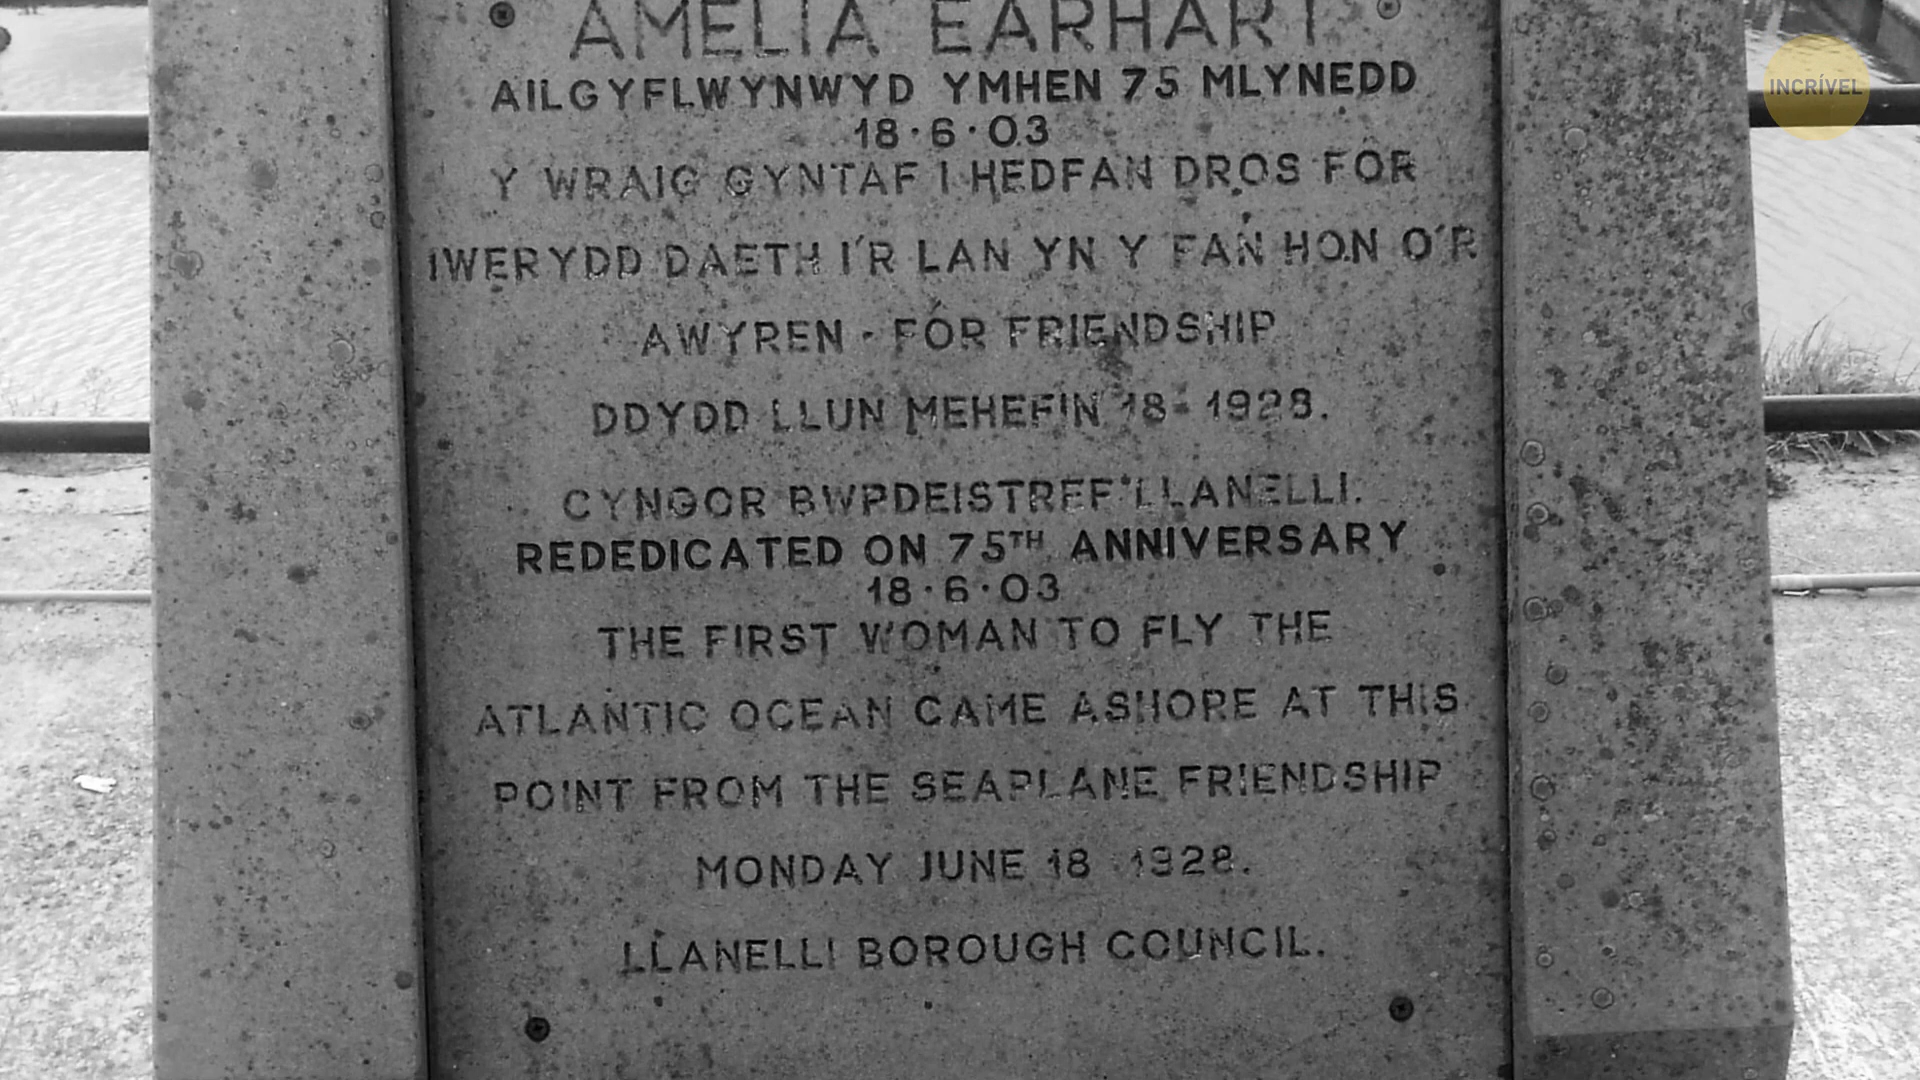 AMELIA EARHART
INCRÍVEL
AILGYFLWYNWYD YMHEN 75 MLYNEDD
18·6·03
Y WRAIG GYNTAF I HEDFAN DROS FÔR
IWERYDD DAETH I'R LAN YN Y FAN HON O'R
AWYREN - FÔR FRIENDSHIP
DDYDD LLUN MEHEFIN 18 - 1928.
CYNGOR BWRDEISTREF LLANELLI.
REDEDICATED ON 75TH ANNIVERSARY
18·6·03
THE FIRST WOMAN TO FLY THE
ATLANTIC OCEAN CAME ASHORE AT THIS
POINT FROM THE SEAPLANE FRIENDSHIP
MONDAY JUNE 18 1928.
LLANELLI BOROUGH COUNCIL.